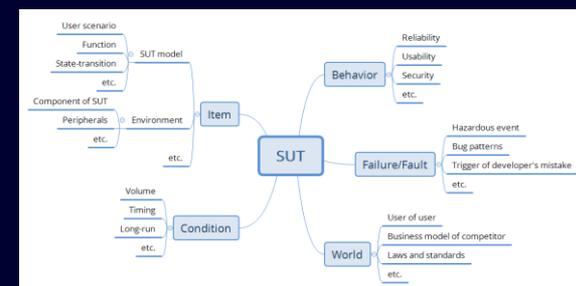 SUT
Item
SUT model
User scenario
Function
State-transition
etc.
Environment
Component of SUT
Peripherals
etc.
etc.
Condition
Volume
Timing
Long-run
etc.
Behavior
Reliability
Usability
Security
etc.
Failure/Fault
Hazardous event
Bug patterns
Trigger of developer's mistake
etc.
World
User of user
Business model of competitor
Laws and standards
etc.